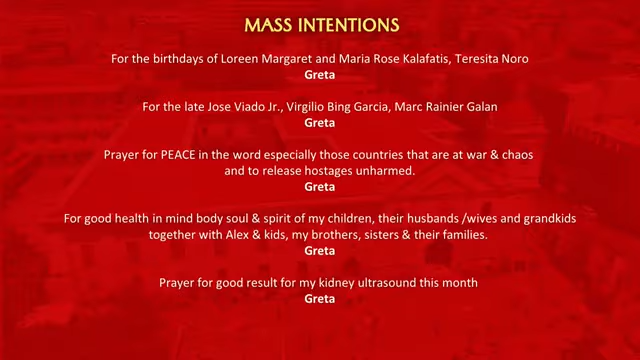 MASS INTENTIONS
For the birthdays of Loreen Margaret and Maria Rose Kalafatis, Teresita Noro
Greta
For the late Jose Viado Jr., Virgilio Bing Garcia, Marc Rainier Galan
Greta
Prayer for PEACE in the word especially those countries that are at war & chaos
and to release hostages unharmed.
Greta
For good health in mind body soul & spirit of my children, their husbands /wives and grandkids
together with Alex & kids, my brothers, sisters & their families.
Greta
Prayer for good result for my kidney ultrasound this month
Greta